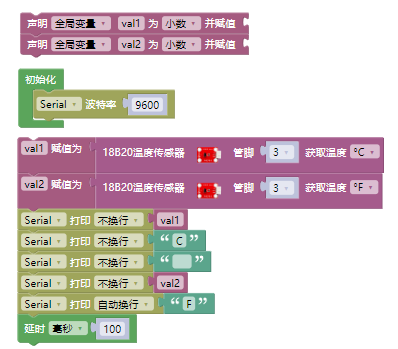 声明 全局变量 val1 为 小数 并赋值
声明 全局变量 val2 为 小数 并赋值
初始化
Serial 波特率 9600
val1 赋值为 18B20温度传感器 管脚 3 获取温度 °C
val2 赋值为 18B20温度传感器 管脚 3 获取温度 °F
Serial 打印 不换行 val1
Serial 打印 不换行 “ C ”
Serial 打印 不换行 “ ”
Serial 打印 不换行 val2
Serial 打印 自动换行 “ F ”
延时 毫秒 100